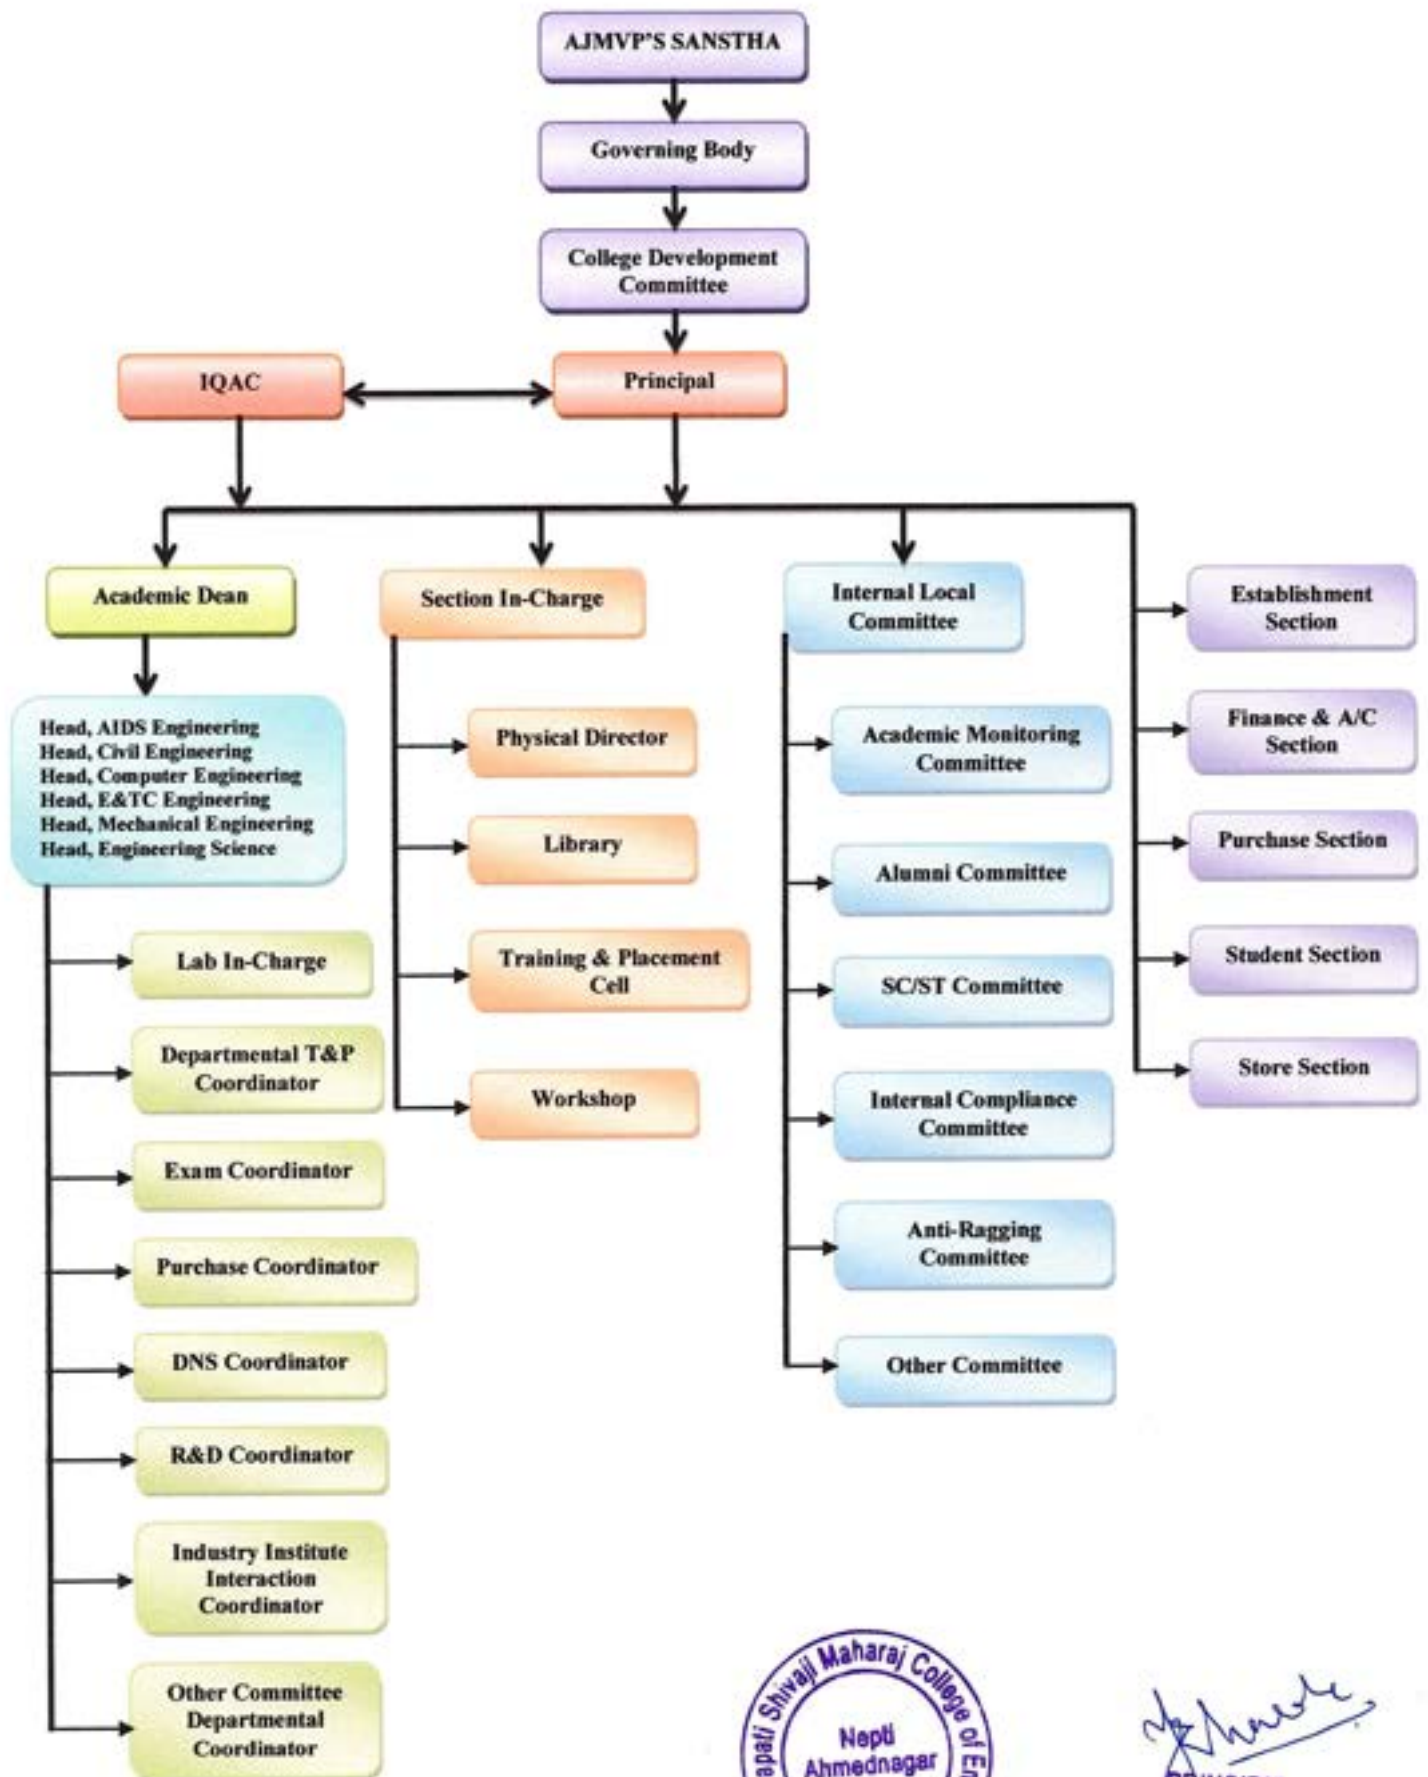 AJMVP'S SANSTHA
Governing Body
College Development
Committee
IQAC
Principal
Academic Dean
Head, AIDS Engineering
Head, Civil Engineering
Head, Computer Engineering
Head, E&TC Engineering
Head, Mechanical Engineering
Head, Engineering Science
Lab In-Charge
Departmental T&P
Coordinator
Exam Coordinator
Purchase Coordinator
DNS Coordinator
R&D Coordinator
Industry Institute
Interaction
Coordinator
Other Committee
Departmental
Coordinator
Section In-Charge
Physical Director
Library
Training & Placement
Cell
Workshop
Internal Local
Committee
Academic Monitoring
Committee
Alumni Committee
SC/ST Committee
Internal Compliance
Committee
Anti-Ragging
Committee
Other Committee
Establishment
Section
Finance & A/C
Section
Purchase Section
Student Section
Store Section
Shivaji Maharaj College of
Nepti
Ahmednagar